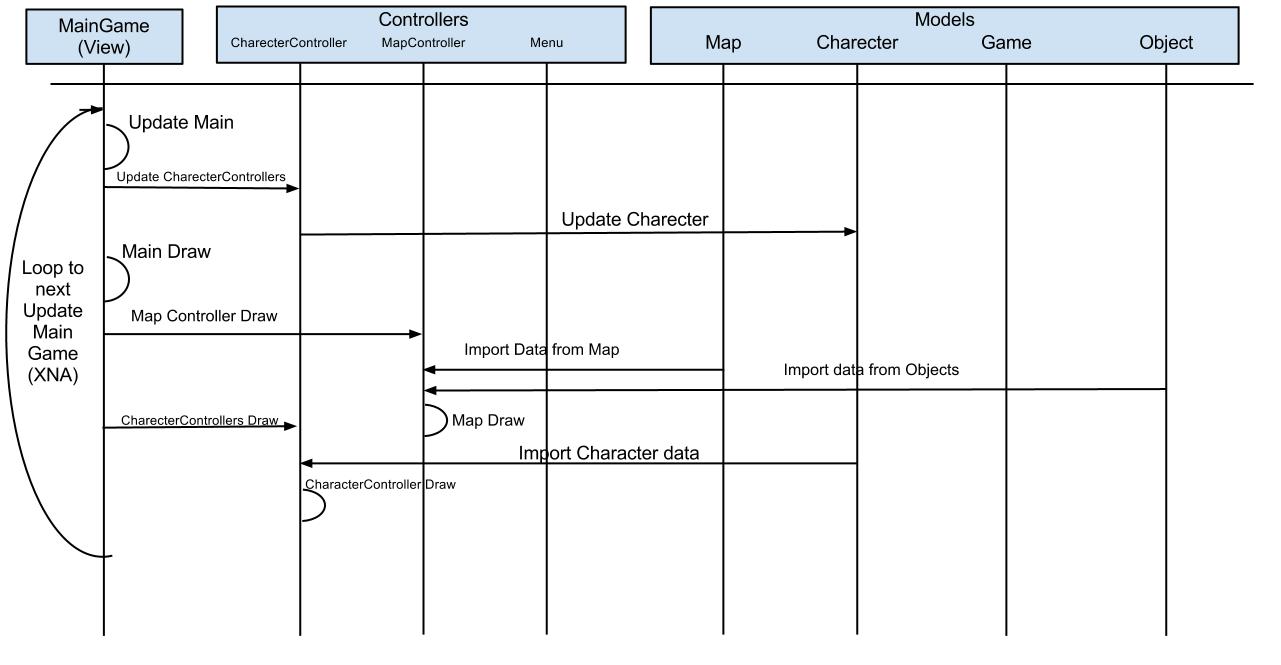 MainGame
(View)
Controllers
CharecterController
MapController
Menu
Models
Map
Charecter
Game
Object
Update Main
Update CharecterControllers
Update Charecter
Main Draw
Loop to
next
Update
Main
Game
(XNA)
Map Controller Draw
Import Data from Map
Import data from Objects
CharecterControllers Draw
Map Draw
Import Character data
CharacterController Draw